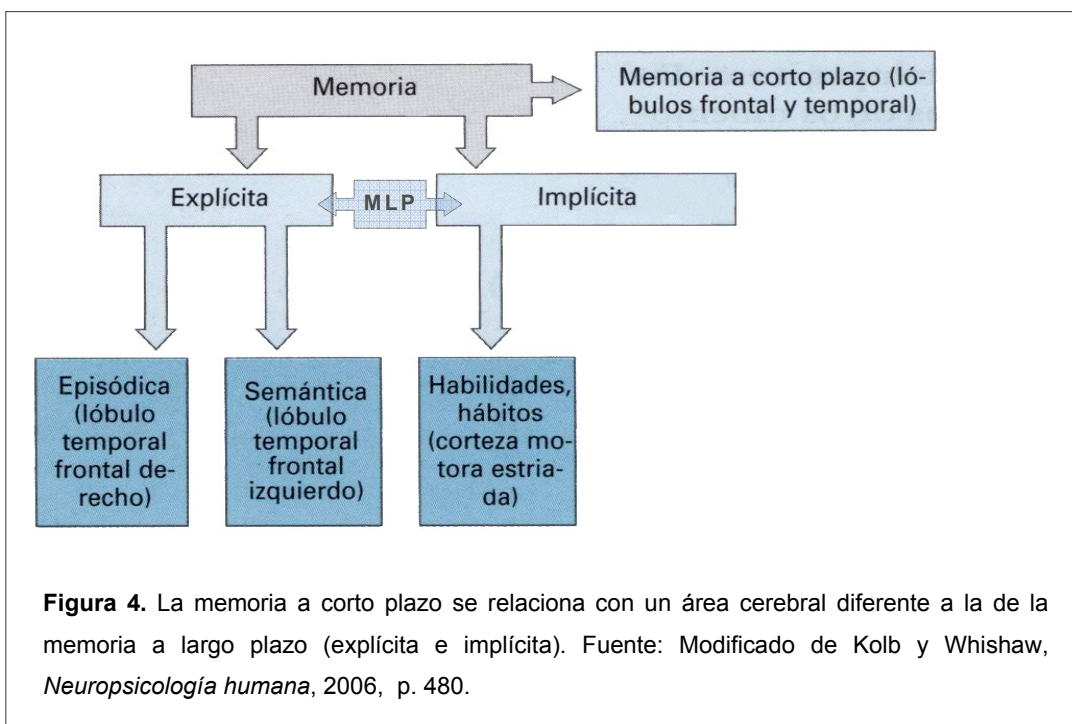 Memoria
Memoria a corto plazo (ló-
bulos frontal y temporal)
Explícita
MLP
Implícita
Episódica
(lóbulo
temporal
frontal de-
recho)
Semántica
(lóbulo
temporal
frontal
izquierdo)
Habilidades,
hábitos
(corteza mo-
tora estria-
da)
Figura 4. La memoria a corto plazo se relaciona con un área cerebral diferente a la de la
memoria a largo plazo (explícita e implícita). Fuente: Modificado de Kolb y Whishaw,
Neuropsicología humana, 2006, p. 480.